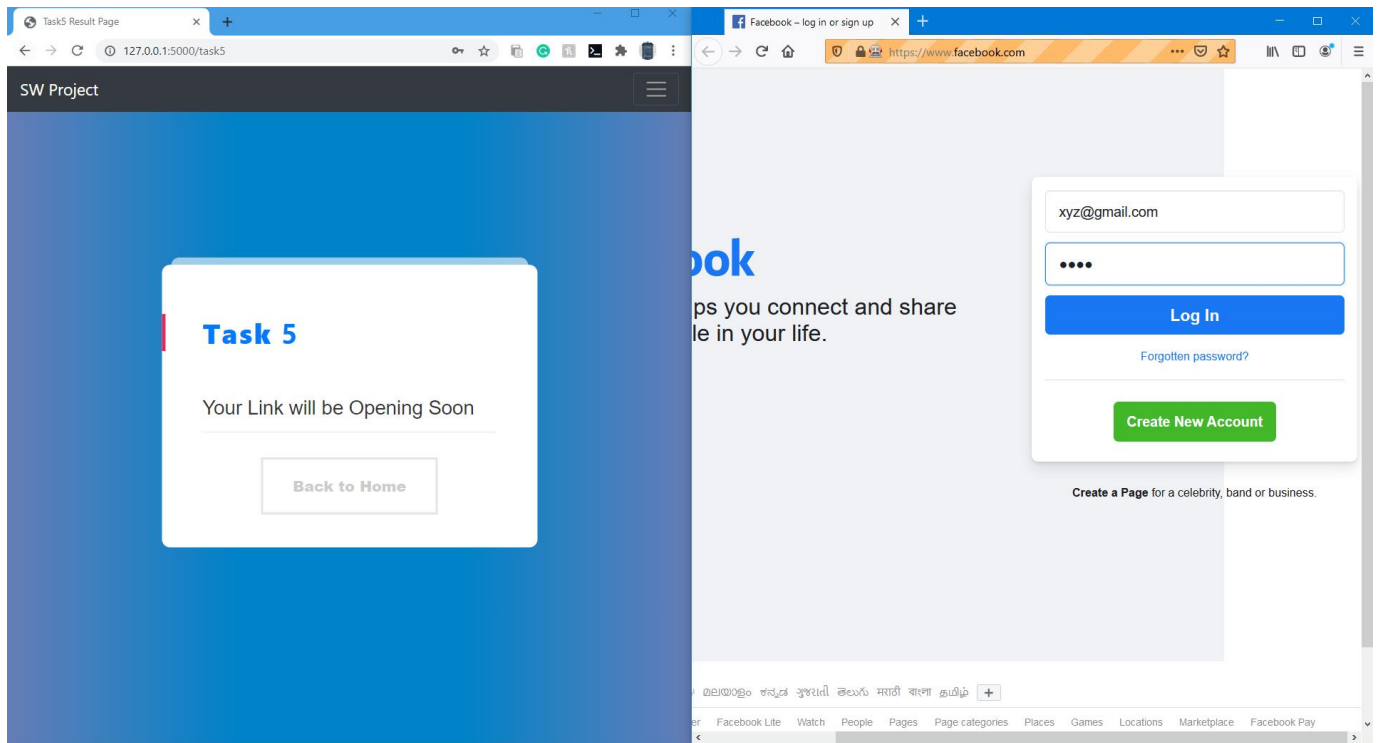 Task5 Result Page
127.0.0.1:5000/task5
SW Project
Task 5
Your Link will be Opening Soon
Back to Home
Facebook – log in or sign up
https://www.facebook.com
xyz@gmail.com
••••
ook
ps you connect and share
le in your life.
Log In
Forgotten password?
Create New Account
Create a Page for a celebrity, band or business.
മലയാളം ಕನ್ನಡ ગુજરાતી తెలుగు मराठी বাংলা தமிழ்
er Facebook Lite Watch People Pages Page categories Places Games Locations Marketplace Facebook Pay